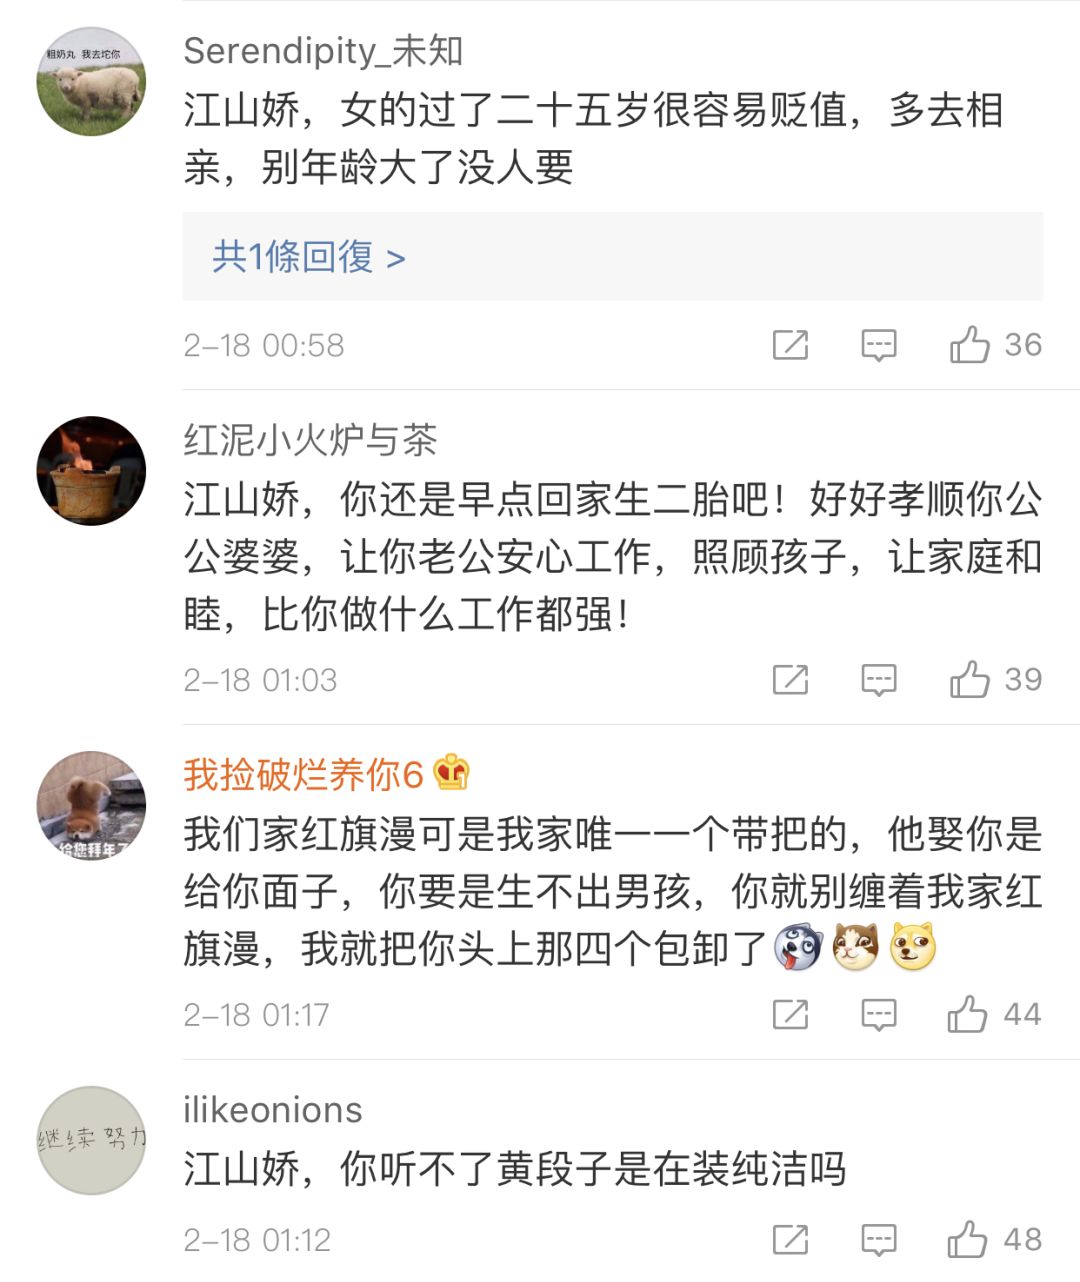 粗奶丸 我去坨你
Serendipity_未知
江山娇，女的过了二十五岁很容易贬值，多去相
亲，别年龄大了没人要
共1條回復 >
2-18 00:58
36
红泥小火炉与茶
江山娇，你还是早点回家生二胎吧！好好孝顺你公
公婆婆，让你老公安心工作，照顾孩子，让家庭和
睦，比你做什么工作都强！
2-18 01:03
39
我捡破烂养你6
我们家红旗漫可是我家唯一一个带把的，他娶你是
给你面子，你要是生不出男孩，你就别缠着我家红
旗漫，我就把你头上那四个包卸了
给您拜年了
2-18 01:17
44
ilikeonions
继续 努力
江山娇，你听不了黄段子是在装纯洁吗
2-18 01:12
48